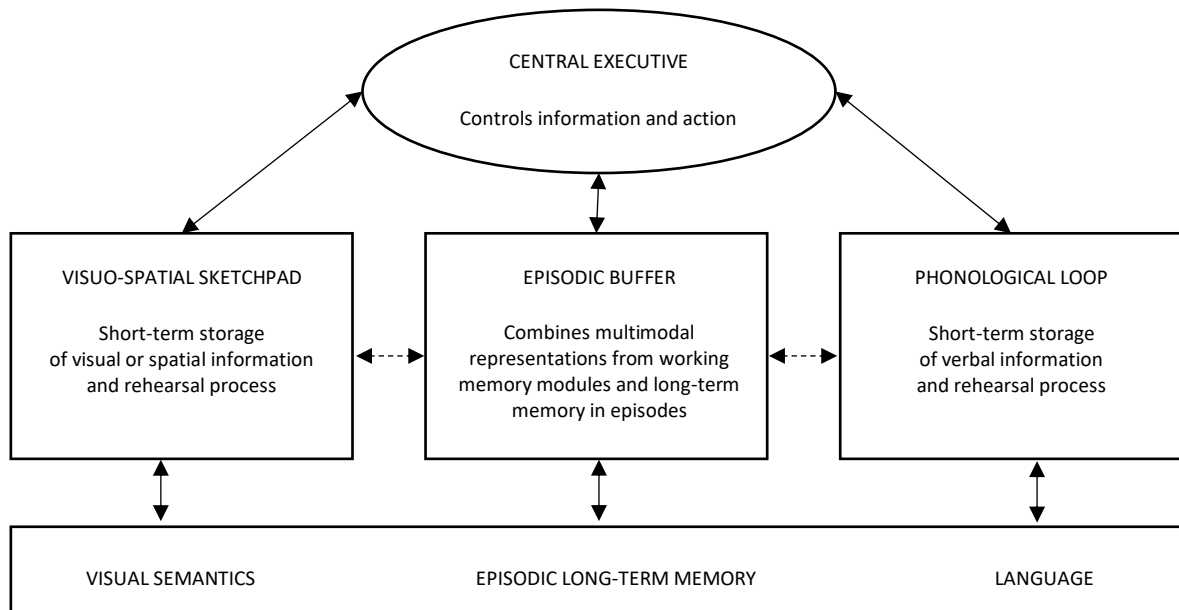 CENTRAL EXECUTIVE
Controls information and action
VISUO-SPATIAL SKETCHPAD
Short-term storage
of visual or spatial information
and rehearsal process
EPISODIC BUFFER
Combines multimodal
representations from working
memory modules and long-term
memory in episodes
PHONOLOGICAL LOOP
Short-term storage
of verbal information
and rehearsal process
VISUAL SEMANTICS
EPISODIC LONG-TERM MEMORY
LANGUAGE